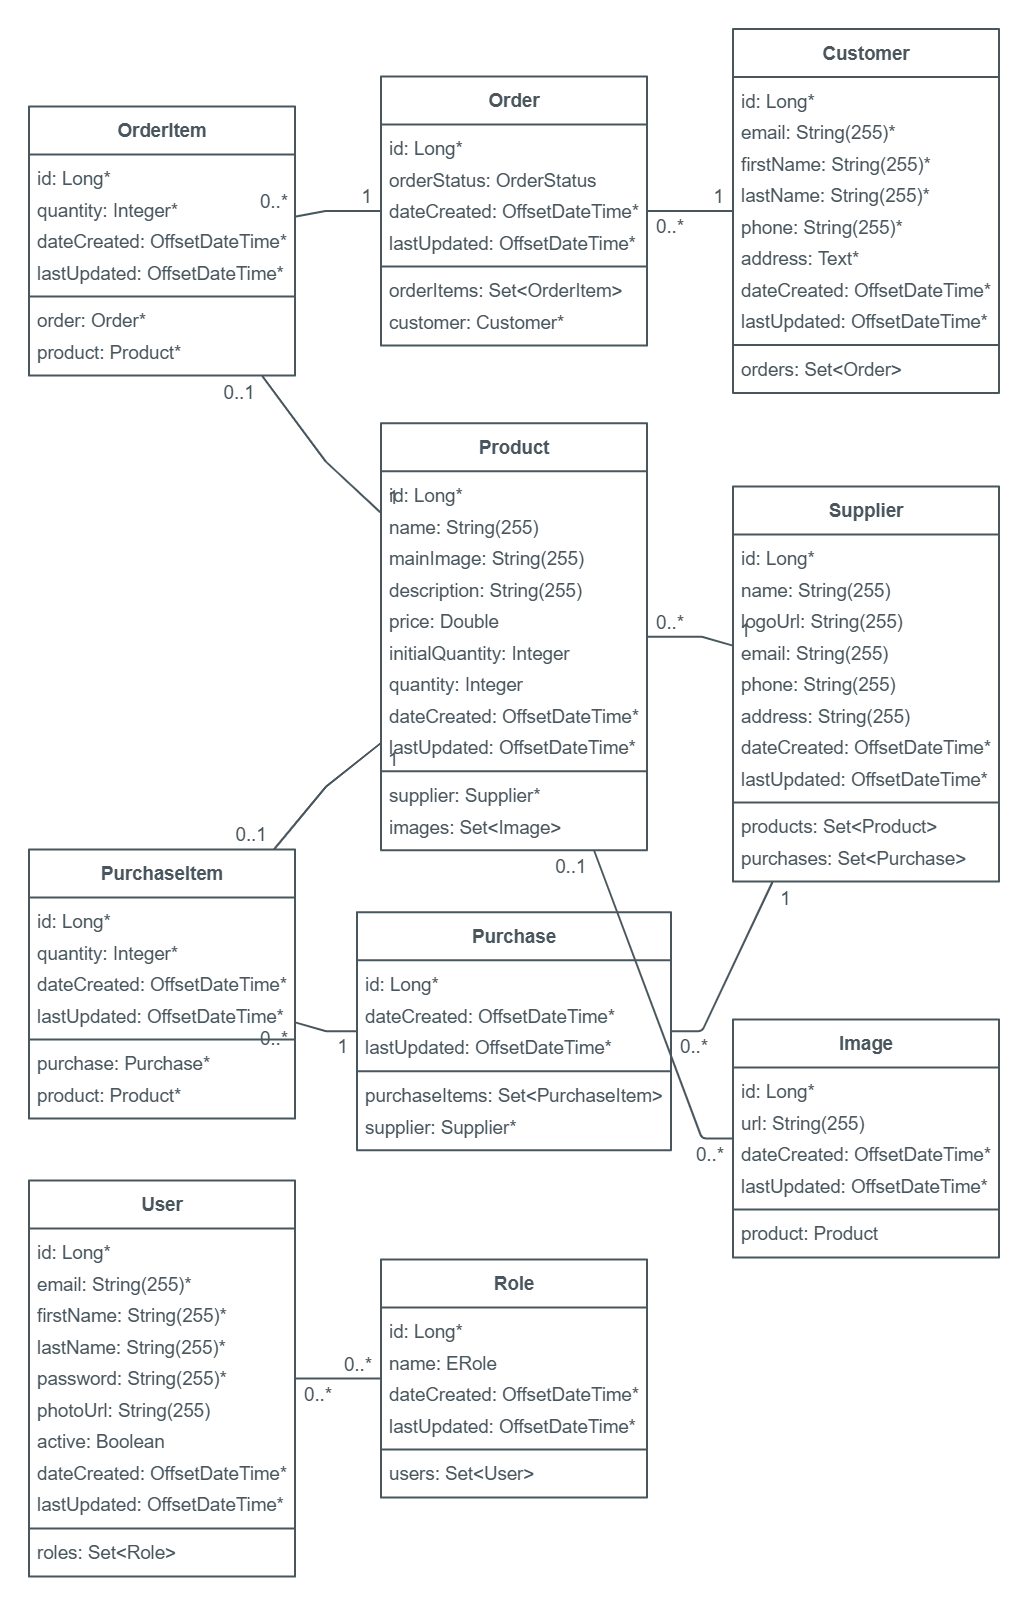 Customer
id: Long*
email: String(255)*
firstName: String(255)*
lastName: String(255)*
phone: String(255)*
address: Text*
dateCreated: OffsetDateTime*
lastUpdated: OffsetDateTime*
orders: Set<Order>
Order
id: Long*
orderStatus: OrderStatus
dateCreated: OffsetDateTime*
lastUpdated: OffsetDateTime*
orderItems: Set<OrderItem>
customer: Customer*
OrderItem
id: Long*
quantity: Integer*
dateCreated: OffsetDateTime*
lastUpdated: OffsetDateTime*
order: Order*
product: Product*
0..*
1
0..*
1
0..1
1
Product
id: Long*
name: String(255)
mainImage: String(255)
description: String(255)
price: Double
initialQuantity: Integer
quantity: Integer
dateCreated: OffsetDateTime*
lastUpdated: OffsetDateTime*
supplier: Supplier*
images: Set<Image>
Supplier
id: Long*
name: String(255)
logoUrl: String(255)
email: String(255)
phone: String(255)
address: String(255)
dateCreated: OffsetDateTime*
lastUpdated: OffsetDateTime*
products: Set<Product>
purchases: Set<Purchase>
0..*
1
1
0..1
0..1
1
PurchaseItem
id: Long*
quantity: Integer*
dateCreated: OffsetDateTime*
lastUpdated: OffsetDateTime*
purchase: Purchase*
product: Product*
Purchase
id: Long*
dateCreated: OffsetDateTime*
lastUpdated: OffsetDateTime*
purchaseItems: Set<PurchaseItem>
supplier: Supplier*
0..*
1
0..*
0..*
Image
id: Long*
url: String(255)
dateCreated: OffsetDateTime*
lastUpdated: OffsetDateTime*
product: Product
User
id: Long*
email: String(255)*
firstName: String(255)*
lastName: String(255)*
password: String(255)*
photoUrl: String(255)
active: Boolean
dateCreated: OffsetDateTime*
lastUpdated: OffsetDateTime*
roles: Set<Role>
0..*
0..*
Role
id: Long*
name: ERole
dateCreated: OffsetDateTime*
lastUpdated: OffsetDateTime*
users: Set<User>